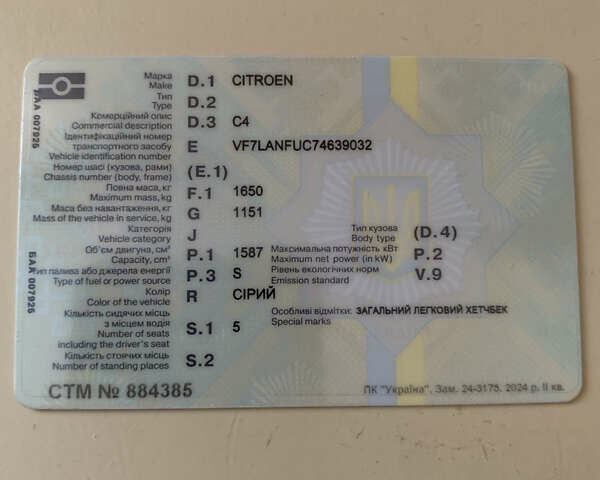 Марка D.1 CITROEN
Make
Тип D.2
Type
Комерційний опис D.3 C4
Commercial description
Ідентифікаційний номер
транспортного засобу E VF7LANFUC74639032
Vehicle identification number
Номер шасі (кузова, рами) (E.1)
Chassis number (body, frame)
Повна маса, кг F.1 1650
Maximum mass, kg
Маса без навантаження, кг G 1151
Mass of the vehicle in service, kg
Категорія J
Vehicle category
Тип кузова (D.4)
Body type
Об'єм двигуна, см³ P.1 1587 Максимальна потужність кВт P.2
Capacity, cm³ Maximum net power (in kW)
Тип палива або джерела енергії P.3 S Рівень екологічних норм V.9
Type of fuel or power source Emission standard
Колір R СІРИЙ
Color of the vehicle
Особливі відмітки: ЗАГАЛЬНИЙ ЛЕГКОВИЙ ХЕТЧБЕК
Special marks
Кількість сидячих місць S.1 5
з місцем водія
Number of seats
including the driver's seat
Кількість стоячих місць S.2
Number of standing places
СТМ № 884385
ПК "Україна". Зам. 24-3175. 2024 р. II кв.
БАА 007925
БАК 007925